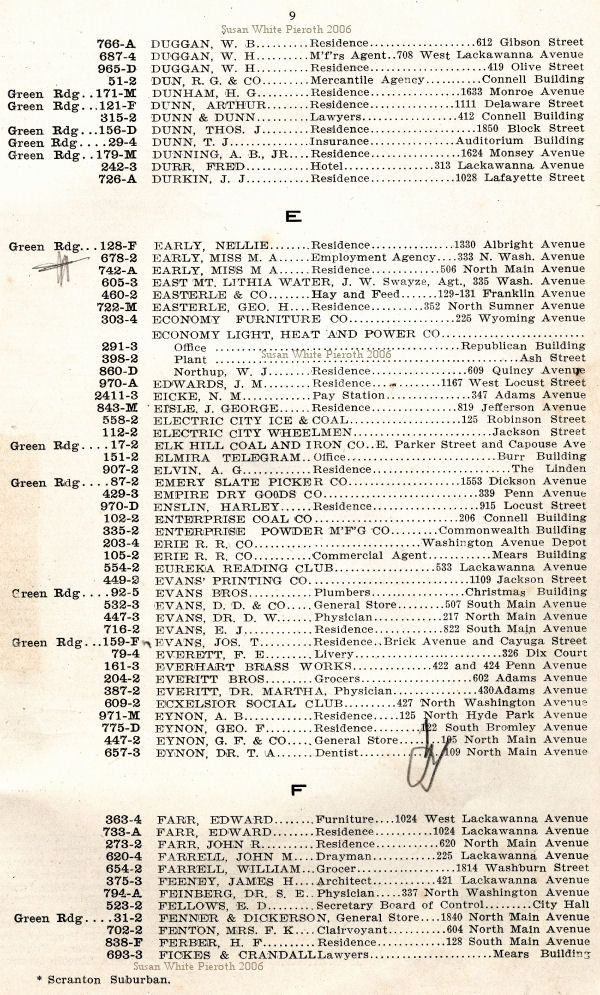 9
Susan White Pieroth 2006
766-A DUGGAN, W. B.......Residence..................612 Gibson Street
687-4 DUGGAN, W. H.......M'f'rs Agent..708 West Lackawanna Avenue
965-D DUGGAN, W. H.......Residence...................419 Olive Street
51-2 DUN, R. G. & CO.....Mercantile Agency........Connell Building
Green Rdg...171-M DUNHAM, H. G........Residence.............1633 Monroe Avenue
Green Rdg...121-F DUNN, ARTHUR......Residence............1111 Delaware Street
315-2 DUNN & DUNN........Lawyers.............412 Connell Building
Green Rdg..156-D DUNN, THOS. J.......Residence................1850 Block Street
Green Rdg....29-4 DUNN, T. J............Insurance............Auditorium Building
Green Rdg..179-M DUNNING, A. B., JR...Residence.............1624 Monsey Avenue
242-3 DURR, FRED.........Hotel...............313 Lackawanna Avenue
726-A DURKIN, J. J..........Residence............1028 Lafayette Street
E
Green Rdg...128-F EARLY, NELLIE.......Residence.............1330 Albright Avenue
678-2 EARLY, MISS M. A....Employment Agency....333 N. Wash. Avenue
742-A EARLY, MISS M A.....Residence..........506 North Main Avenue
605-3 EAST MT. LITHIA WATER, J. W. Swayze, Agt., 335 Wash. Avenue
460-2 EASTERLE & CO......Hay and Feed.....129-131 Franklin Avenue
722-M EASTERLE, GEO. H....Residence.........352 North Sumner Avenue
303-4 ECONOMY FURNITURE CO..................225 Wyoming Avenue
ECONOMY LIGHT, HEAT AND POWER CO
291-3 Office ..........Republican Building
398-2 Plant ..........Ash Street
Susan White Pieroth 2006
860-D Northup, W. J.......Residence..............609 Quincy Avenue
970-A EDWARDS, J. M.......Residence..........1167 West Locust Street
2411-3 EICKE, N. M..........Pay Station..............347 Adams Avenue
843-M EISLE, J. GEORGE.....Residence............819 Jefferson Avenue
558-2 ELECTRIC CITY ICE & COAL...............125 Robinson Street
112-2 ELECTRIC CITY WHEELMEN...................Jackson Street
Green Rdg....17-2 ELK HILL COAL AND IRON CO..E. Parker Street and Capouse Ave
151-2 ELMIRA TELEGRAM..Office....................Burr Building
907-2 ELVIN, A. G..........Residence....................The Linden
Green Rdg....87-2 EMERY SLATE PICKER CO................1553 Dickson Avenue
429-3 EMPIRE DRY GOODS CO.....................339 Penn Avenue
970-D ENSLIN, HARLEY.....Residence................915 Locust Street
102-2 ENTERPRISE COAL CO...............206 Connell Building
335-2 ENTERPRISE POWDER M'F'G CO......Commonwealth Building
203-4 ERIE R. R. CO..................Washington Avenue Depot
105-2 ERIE R. R, CO........Commercial Agent.........Mears Building
554-2 EUREKA READING CLUB..............533 Lackawanna Avenue
449-2 EVANS' PRINTING CO..................1109 Jackson Street
Green Rdg....92-5 EVANS BROS.........Plumbers.............Christmas Building
532-3 EVANS, D. D. & CO....General Store....507 South Main Avenue
447-3 EVANS, DR. D. W......Physician..........217 North Main Avenue
716-2 EVANS, E. J..........Residence..........822 South Main Avenue
Green Rdg...159-F EVANS, JOS. T........Residence...Brick Avenue and Cayuga Street
79-4 EVERETT, F. E........Livery......................326 Dix Court
161-3 EVERHART BRASS WORKS.........422 and 424 Penn Avenue
204-2 EVERITT BROS.......Grocers..................602 Adams Avenue
387-2 EVERITT, DR. MARTHA, Physician............430Adams Avenue
609-2 ECXELSIOR SOCIAL CLUB.......427 North Washington Avenue
971-M EYNON, A. B..........Residence......125 North Hyde Park Avenue
775-D EYNON, GEO. F.......Residence.......South Bromley Avenue
447-2 EYNON, G. F. & CO...General Store....105 North Main Avenue
657-3 EYNON, DR. T. A......Dentist...........109 North Main Avenue
F
363-4 FARR, EDWARD......Furniture...1024 West Lackawanna Avenue
733-A FARR, EDWARD......Residence.......1024 Lackawanna Avenue
273-2 FARR, JOHN R........Residence..........620 North Main Avenue
620-4 FARRELL, JOHN M....Drayman..........225 Lackawanna Avenue
654-2 FARRELL, WILLIAM...Grocer.............1814 Washburn Street
375-3 FEENEY, JAMES H....Architect..........421 Lackawanna Avenue
794-A FEINBERG, DR. S. E...Physician.....337 North Washington Avenue
523-2 FELLOWS, E. D.......Secretary Board of Control........City Hall
Green Rdg....31-2 FENNER & DICKERSON, General Store....1840 North Main Avenue
702-2 FENTON, MRS. F. K...Clairvoyant........604 North Main Avenue
838-F FERBER, H. F........Residence..........128 South Main Avenue
693-3 FICKES & CRANDALL Lawyers...................Mears Building
Susan White Pieroth 2006
* Scranton Suburban.